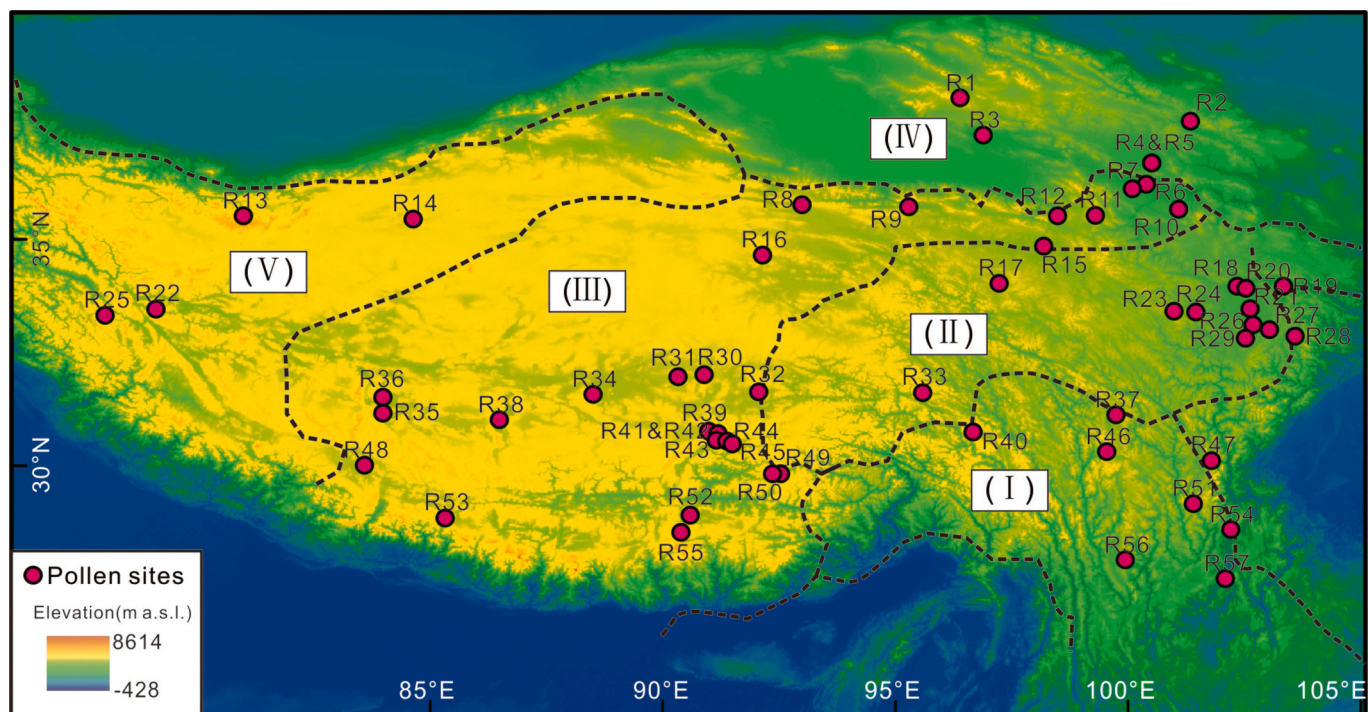 R1
R2
R3
(Ⅳ)
R4&R5
R7
R6
R13
R14
R8
R9
R12
R11
R10
35°N
R16
R15
(Ⅴ)
(Ⅲ)
R17
R18
R20
R19
R25
R22
R23
R24
R21
R26
R27
(Ⅱ)
R29
R28
R31
R30
R36
R34
R32
R33
R35
R38
R37
R39
R41&R42
R44
R40
R43
R45
R46
30°N
R48
R47
R50
R49
(Ⅰ)
R53
R52
R51
R54
R55
R56
R57
Pollen sites
Elevation(m a.s.l.)
8614
-428
85°E
90°E
95°E
100°E
105°E